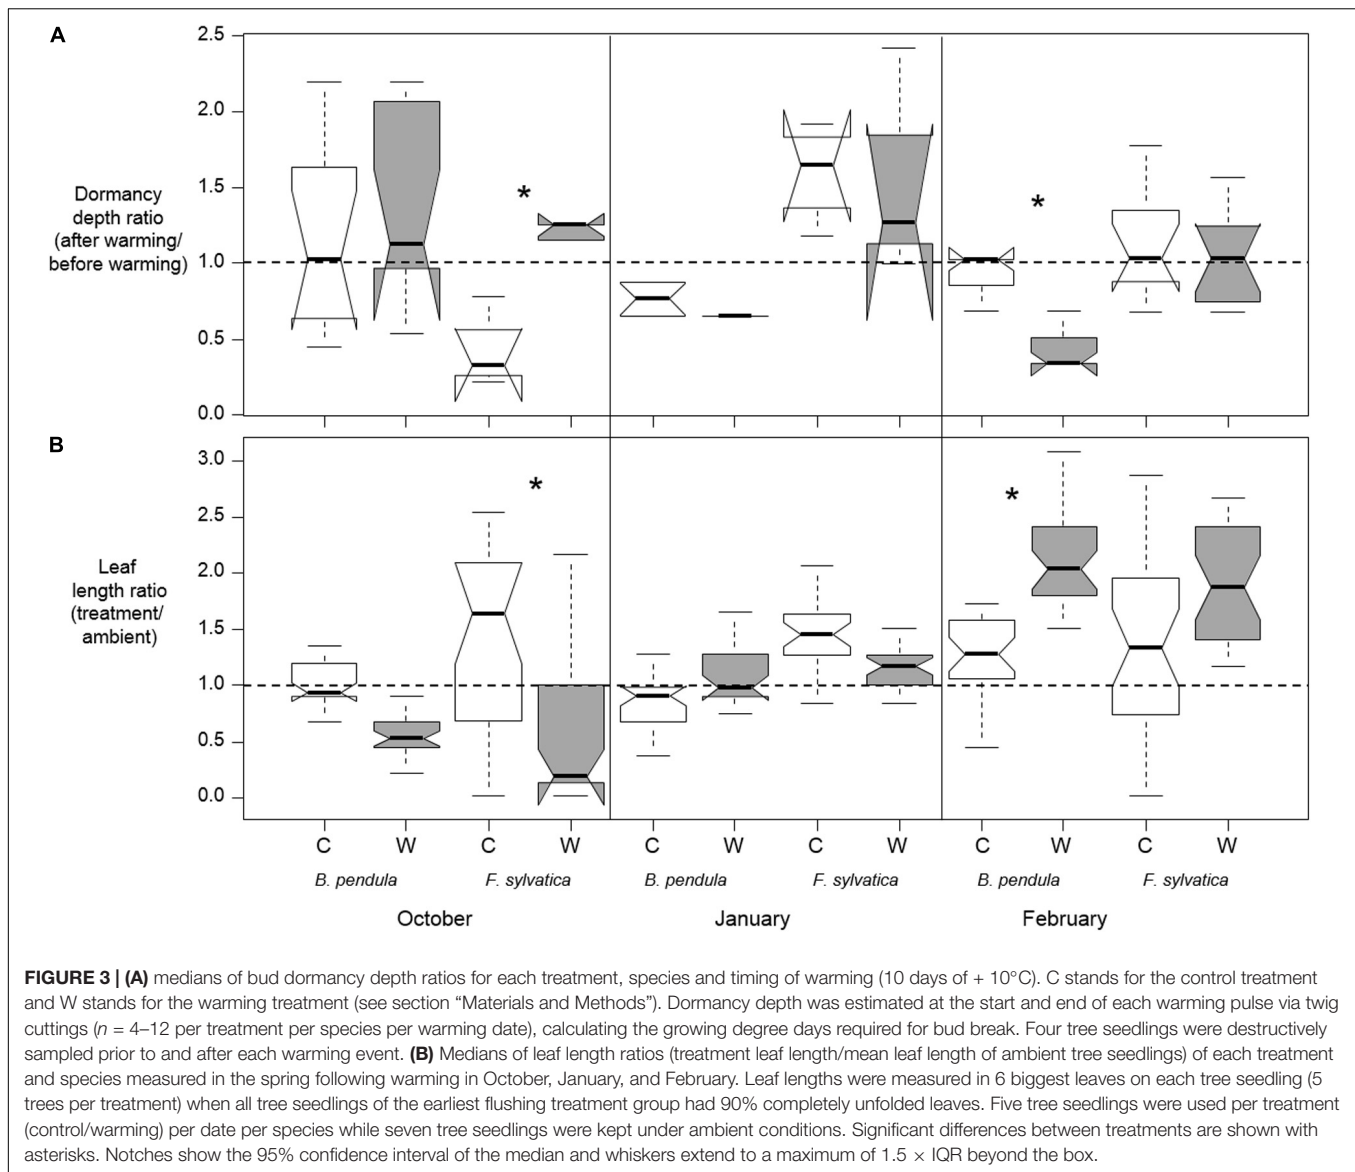 A
2.5
2.0
1.5
1.0
0.5
0.0
Dormancy
depth ratio
(after warming/
before warming)
*
*
B
3.0
2.5
2.0
1.5
1.0
0.5
0.0
Leaf
length ratio
(treatment/
ambient)
*
*
C W C W C W C W C W C W
B. pendula F. sylvatica B. pendula F. sylvatica B. pendula F. sylvatica
October January February
FIGURE 3 | (A) medians of bud dormancy depth ratios for each treatment, species and timing of warming (10 days of + 10°C). C stands for the control treatment
and W stands for the warming treatment (see section “Materials and Methods”). Dormancy depth was estimated at the start and end of each warming pulse via twig
cuttings (n = 4–12 per treatment per species per warming date), calculating the growing degree days required for bud break. Four tree seedlings were destructively
sampled prior to and after each warming event. (B) Medians of leaf length ratios (treatment leaf length/mean leaf length of ambient tree seedlings) of each treatment
and species measured in the spring following warming in October, January, and February. Leaf lengths were measured in 6 biggest leaves on each tree seedling (5
trees per treatment) when all tree seedlings of the earliest flushing treatment group had 90% completely unfolded leaves. Five tree seedlings were used per treatment
(control/warming) per date per species while seven tree seedlings were kept under ambient conditions. Significant differences between treatments are shown with
asterisks. Notches show the 95% confidence interval of the median and whiskers extend to a maximum of 1.5 × IQR beyond the box.